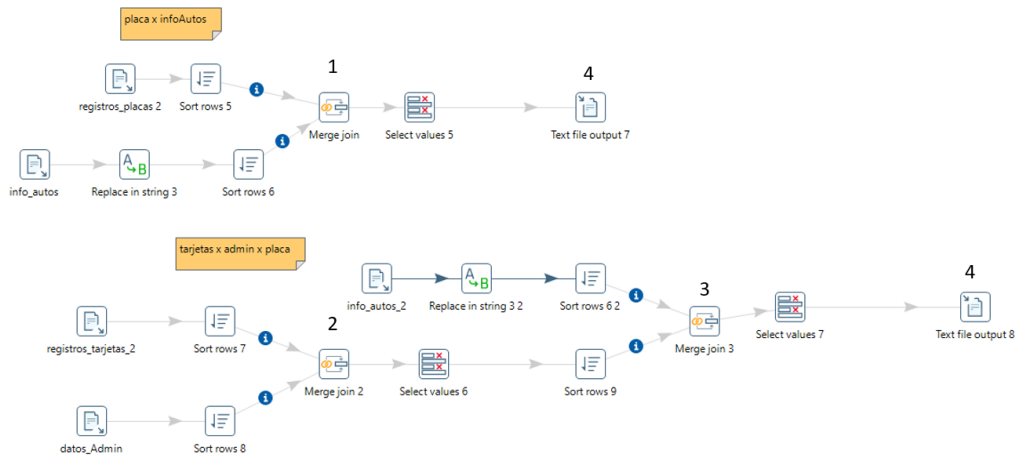 placa x infoAutos
1
4
registros_placas 2
Sort rows 5
Merge join
Select values 5
Text file output 7
A
B
info_autos
Replace in string 3
Sort rows 6
tarjetas x admin x placa
A
B
3
4
info_autos_2
Replace in string 3 2
Sort rows 6 2
2
registros_tarjetas_2
Sort rows 7
Merge join 3
Select values 7
Text file output 8
Merge join 2
Select values 6
Sort rows 9
datos_Admin
Sort rows 8